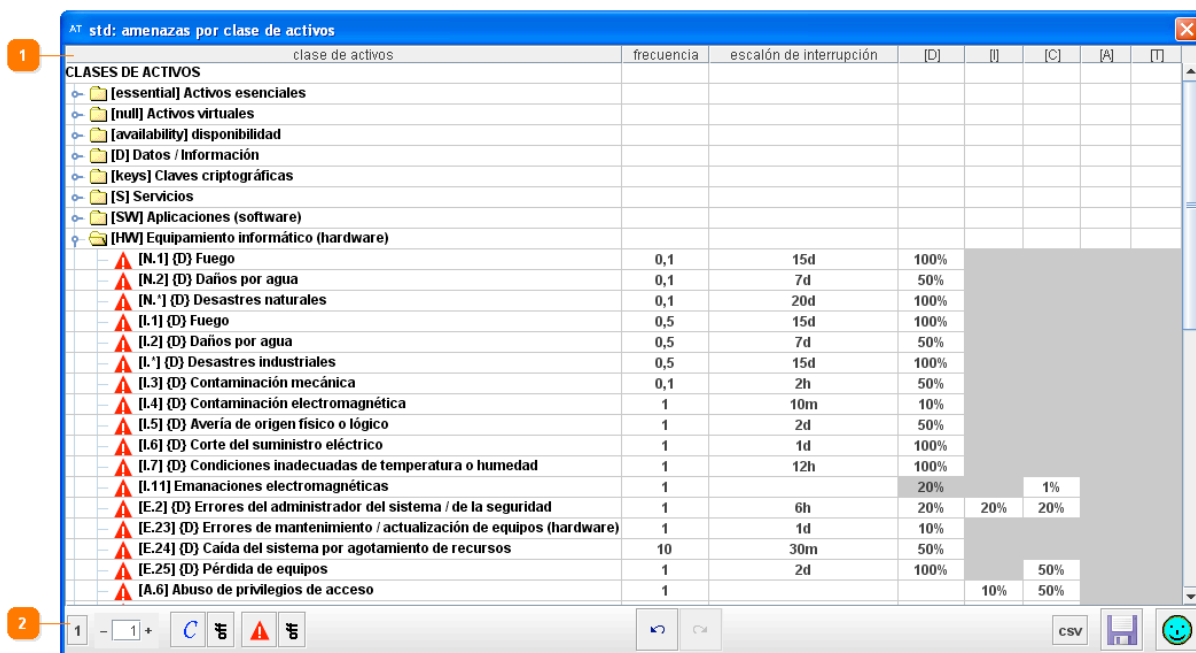 AT std: amenazas por clase de activos
1
clase de activos frecuencia escalón de interrupción [D] [I] [C] [A] [T]
CLASES DE ACTIVOS
[essential] Activos esenciales
[null] Activos virtuales
[availability] disponibilidad
[D] Datos / Información
[keys] Claves criptográficas
[S] Servicios
[SW] Aplicaciones (software)
[HW] Equipamiento informático (hardware)
[N.1] {D} Fuego 0,1 15d 100%
[N.2] {D} Daños por agua 0,1 7d 50%
[N.*] {D} Desastres naturales 0,1 20d 100%
[I.1] {D} Fuego 0,5 15d 100%
[I.2] {D} Daños por agua 0,5 7d 50%
[I.*] {D} Desastres industriales 0,5 15d 100%
[I.3] {D} Contaminación mecánica 0,1 2h 50%
[I.4] {D} Contaminación electromagnética 1 10m 10%
[I.5] {D} Avería de origen físico o lógico 1 2d 50%
[I.6] {D} Corte del suministro eléctrico 1 1d 100%
[I.7] {D} Condiciones inadecuadas de temperatura o humedad 1 12h 100%
[I.11] Emanaciones electromagnéticas 1 20% 1%
[E.2] {D} Errores del administrador del sistema / de la seguridad 1 6h 20% 20% 20%
[E.23] {D} Errores de mantenimiento / actualización de equipos (hardware) 1 1d 10%
[E.24] {D} Caída del sistema por agotamiento de recursos 10 30m 50%
[E.25] {D} Pérdida de equipos 1 2d 100% 50%
[A.6] Abuso de privilegios de acceso 1 10% 50%
2
1 - 1 + C csv